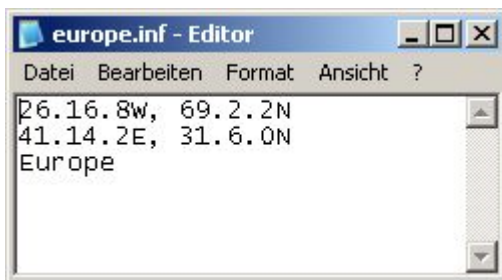 europe.inf - Editor
Datei Bearbeiten Format Ansicht ?
26.16.8W, 69.2.2N
41.14.2E, 31.6.0N
Europe